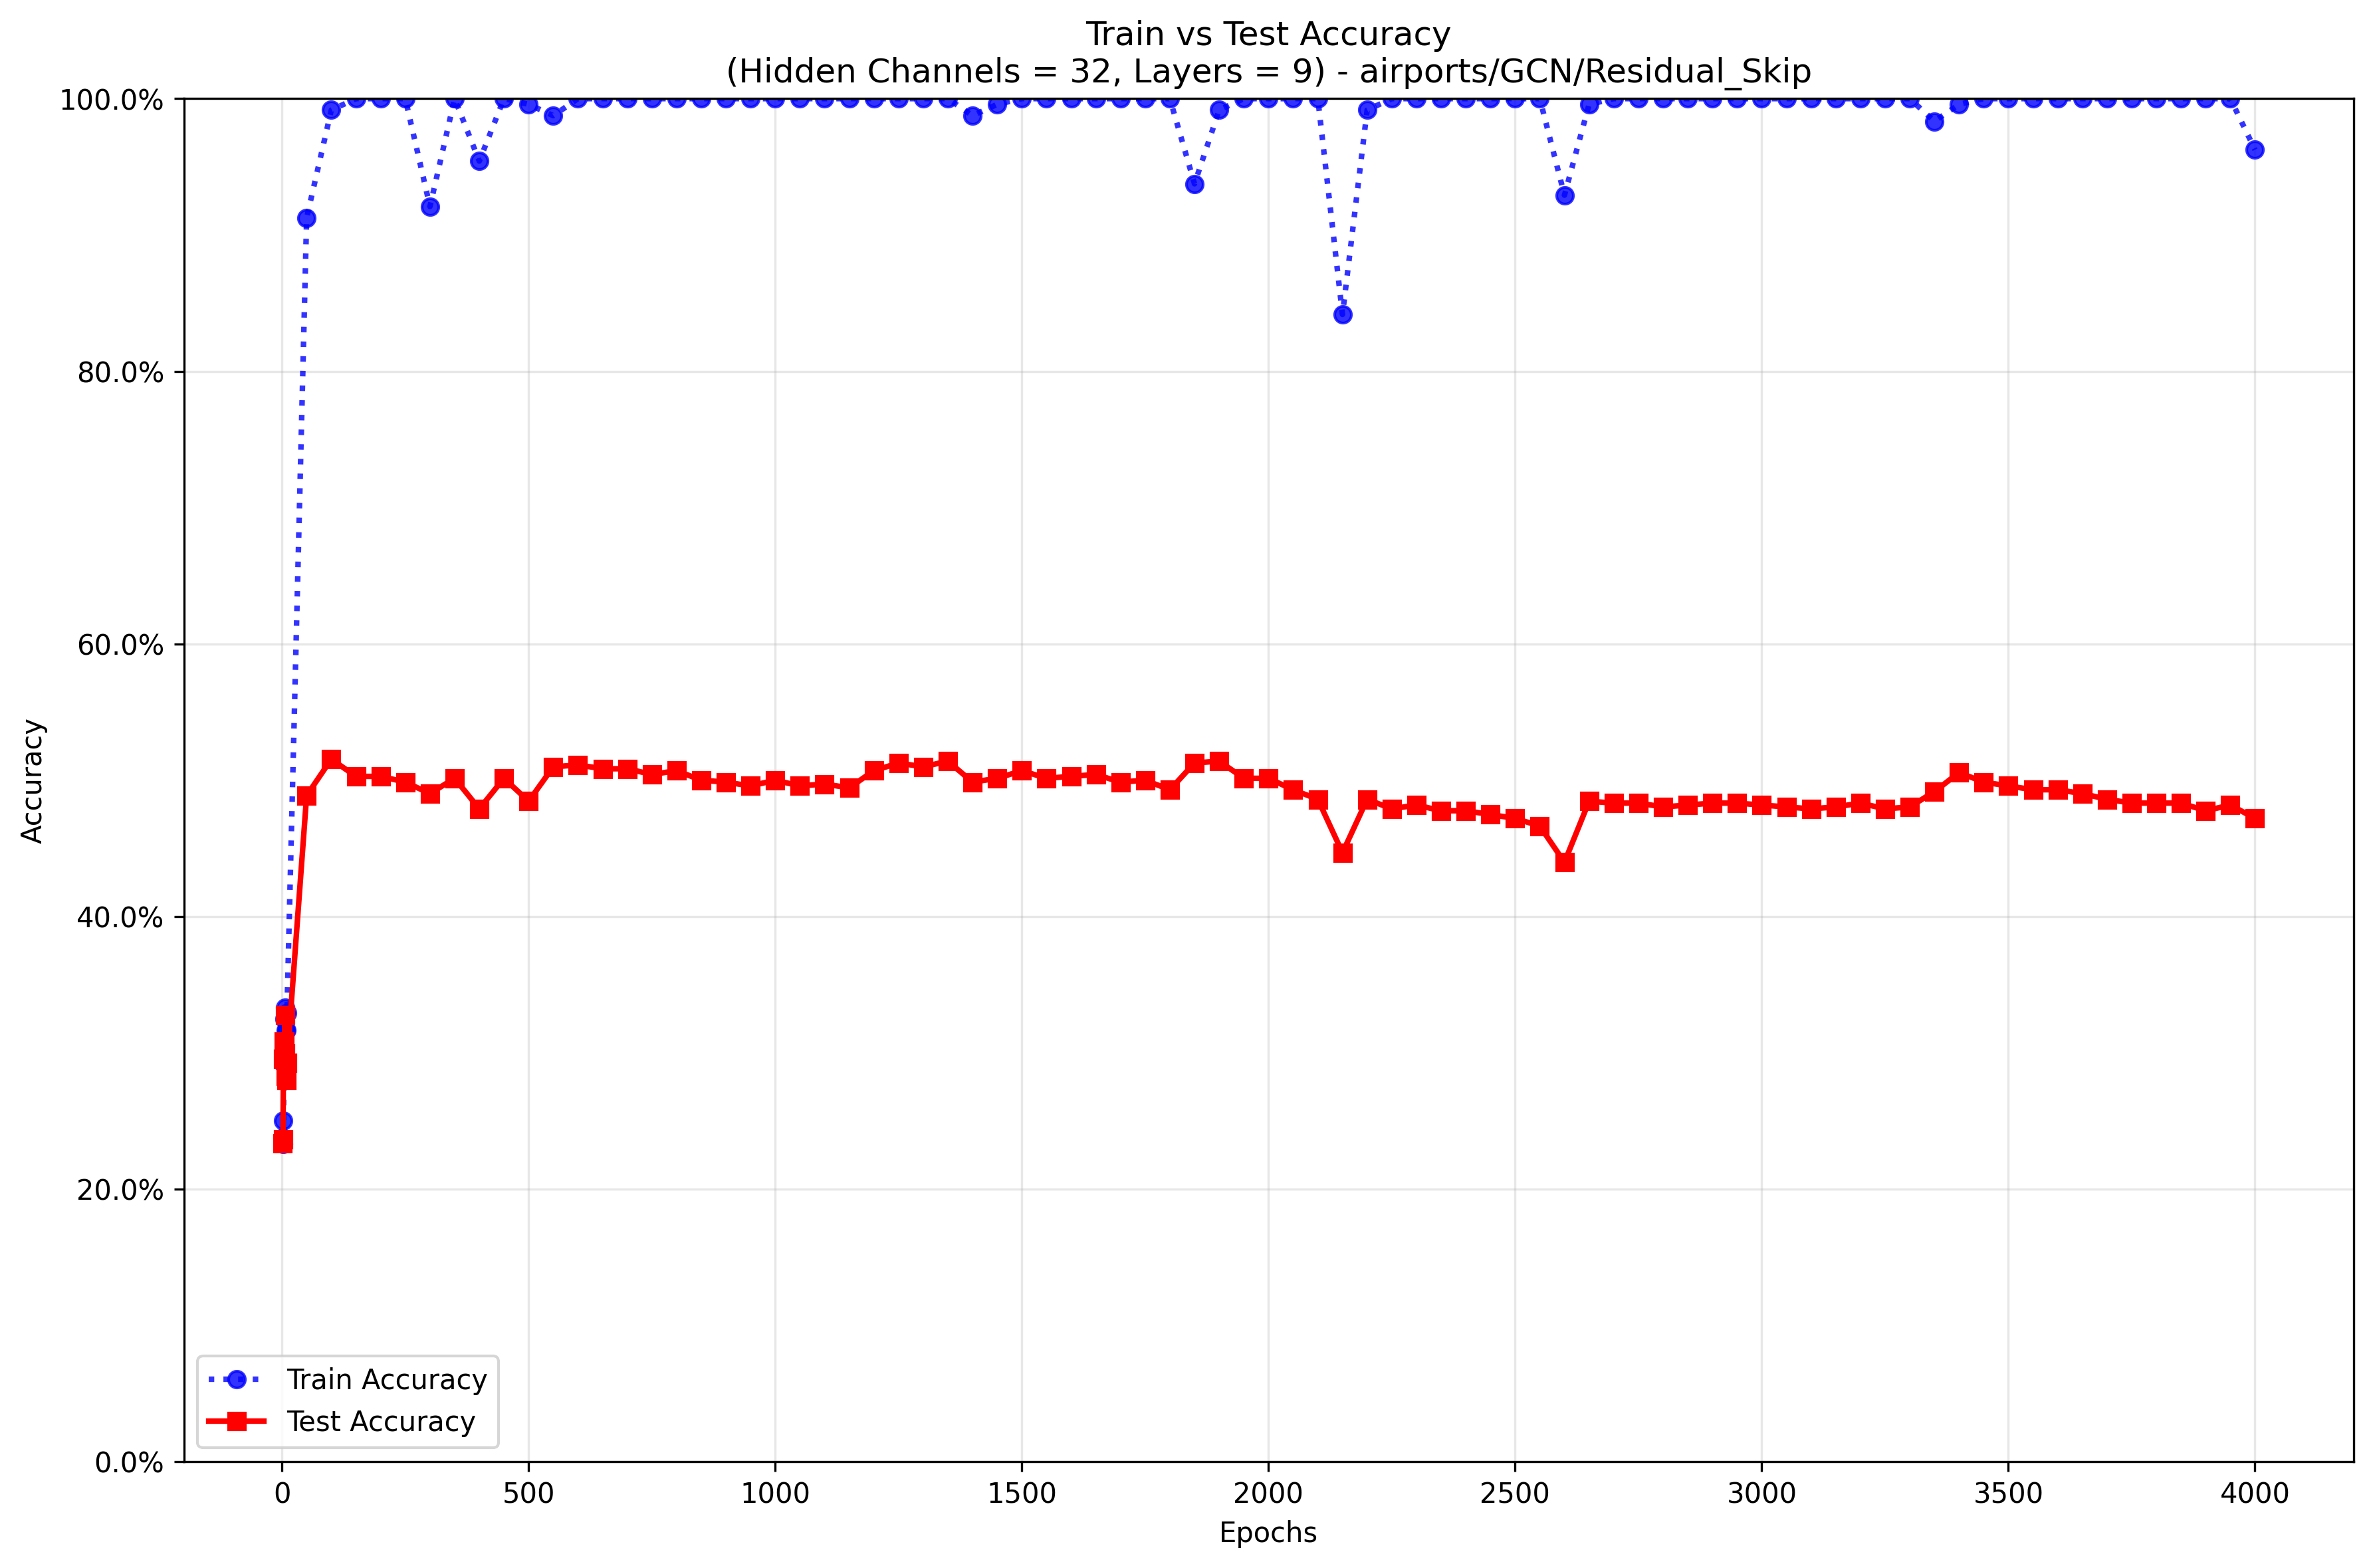 Train vs Test Accuracy
(Hidden Channels = 32, Layers = 9) - airports/GCN/Residual_Skip
100.0%
80.0%
60.0%
40.0%
20.0%
0.0%
Accuracy
Train Accuracy
Test Accuracy
0 500 1000 1500 2000 2500 3000 3500 4000
Epochs